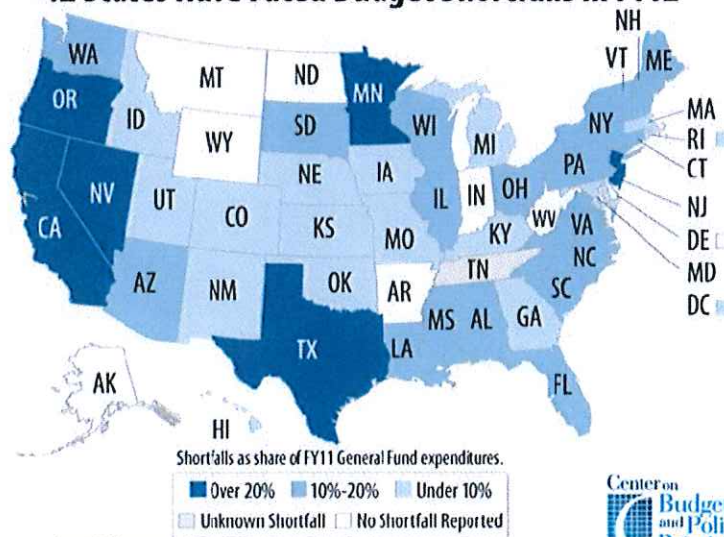 NH
WA
MT
ND
MN
VT
ME
OR
ID
WY
SD
WI
MI
NY
MA
RI
CT
NV
UT
NE
IA
IL
IN
OH
PA
NJ
CA
CO
KS
MO
KY
WV
VA
DE
MD
DC
AZ
NM
OK
AR
TN
NC
SC
TX
LA
MS
AL
GA
FL
AK
HI
Shortfalls as share of FY11 General Fund expenditures.
Over 20% 10%-20% Under 10%
Unknown Shortfall No Shortfall Reported
Center on